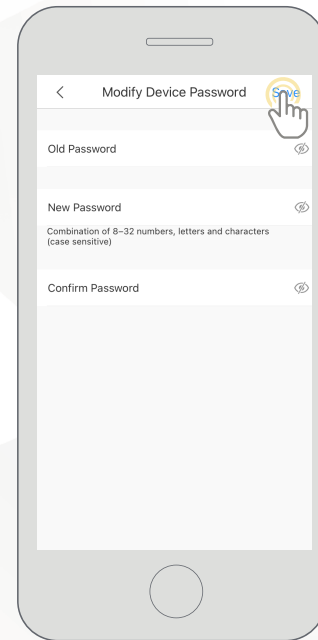 Modify Device Password Save
Old Password
New Password
Combination of 8–32 numbers, letters and characters
(case sensitive)
Confirm Password